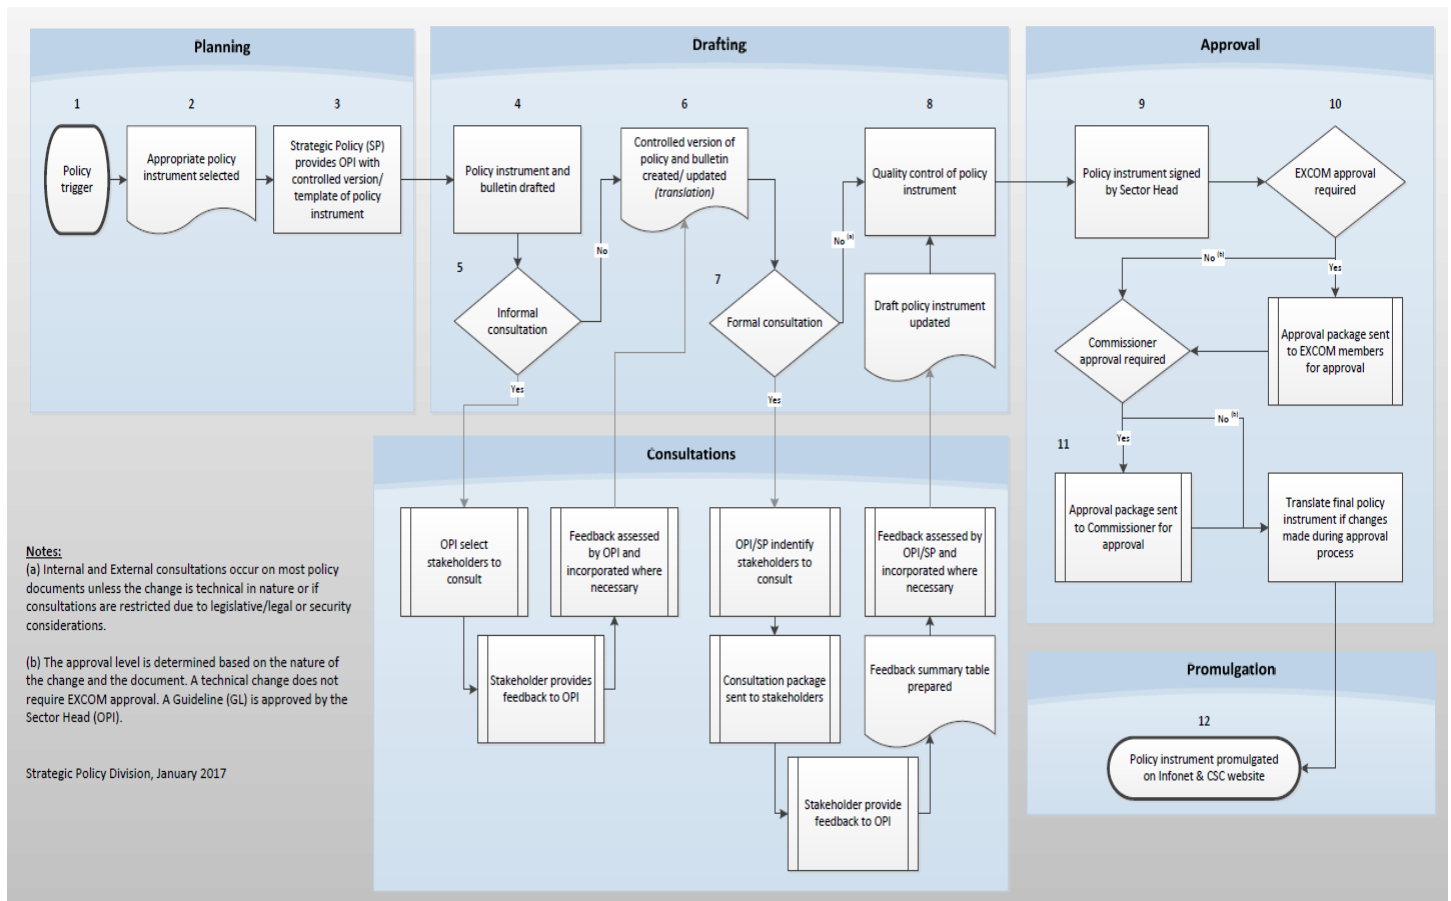 Planning
1
2
3
Policy
trigger
Appropriate policy
instrument selected
Strategic Policy (SP)
provides OPI with
controlled version/
template of policy
instrument
Drafting
4
6
8
Policy instrument and
bulletin drafted
Controlled version of
policy and bulletin
created/ updated
(translation)
Quality control of policy
instrument
No
No (a)
5
Informal
consultation
7
Formal consultation
Draft policy instrument
updated
Yes
Yes
Approval
9
10
Policy instrument signed
by Sector Head
EXCOM approval
required
No (b)
Yes
Commissioner
approval required
Approval package sent
to EXCOM members
for approval
No (b)
Yes
11
Approval package sent
to Commissioner for
approval
Translate final policy
instrument if changes
made during approval
process
Consultations
OPI select
stakeholders to
consult
Feedback assessed
by OPI and
incorporated where
necessary
OPI/SP indentify
stakeholders to
consult
Feedback assessed by
OPI/SP and
incorporated where
necessary
Stakeholder provides
feedback to OPI
Consultation package
sent to stakeholders
Feedback summary table
prepared
Stakeholder provide
feedback to OPI
Promulgation
12
Policy instrument promulgated
on Infonet & CSC website
Notes:
(a) Internal and External consultations occur on most policy
documents unless the change is technical in nature or if
consultations are restricted due to legislative/legal or security
considerations.
(b) The approval level is determined based on the nature of
the change and the document. A technical change does not
require EXCOM approval. A Guideline (GL) is approved by the
Sector Head (OPI).
Strategic Policy Division, January 2017